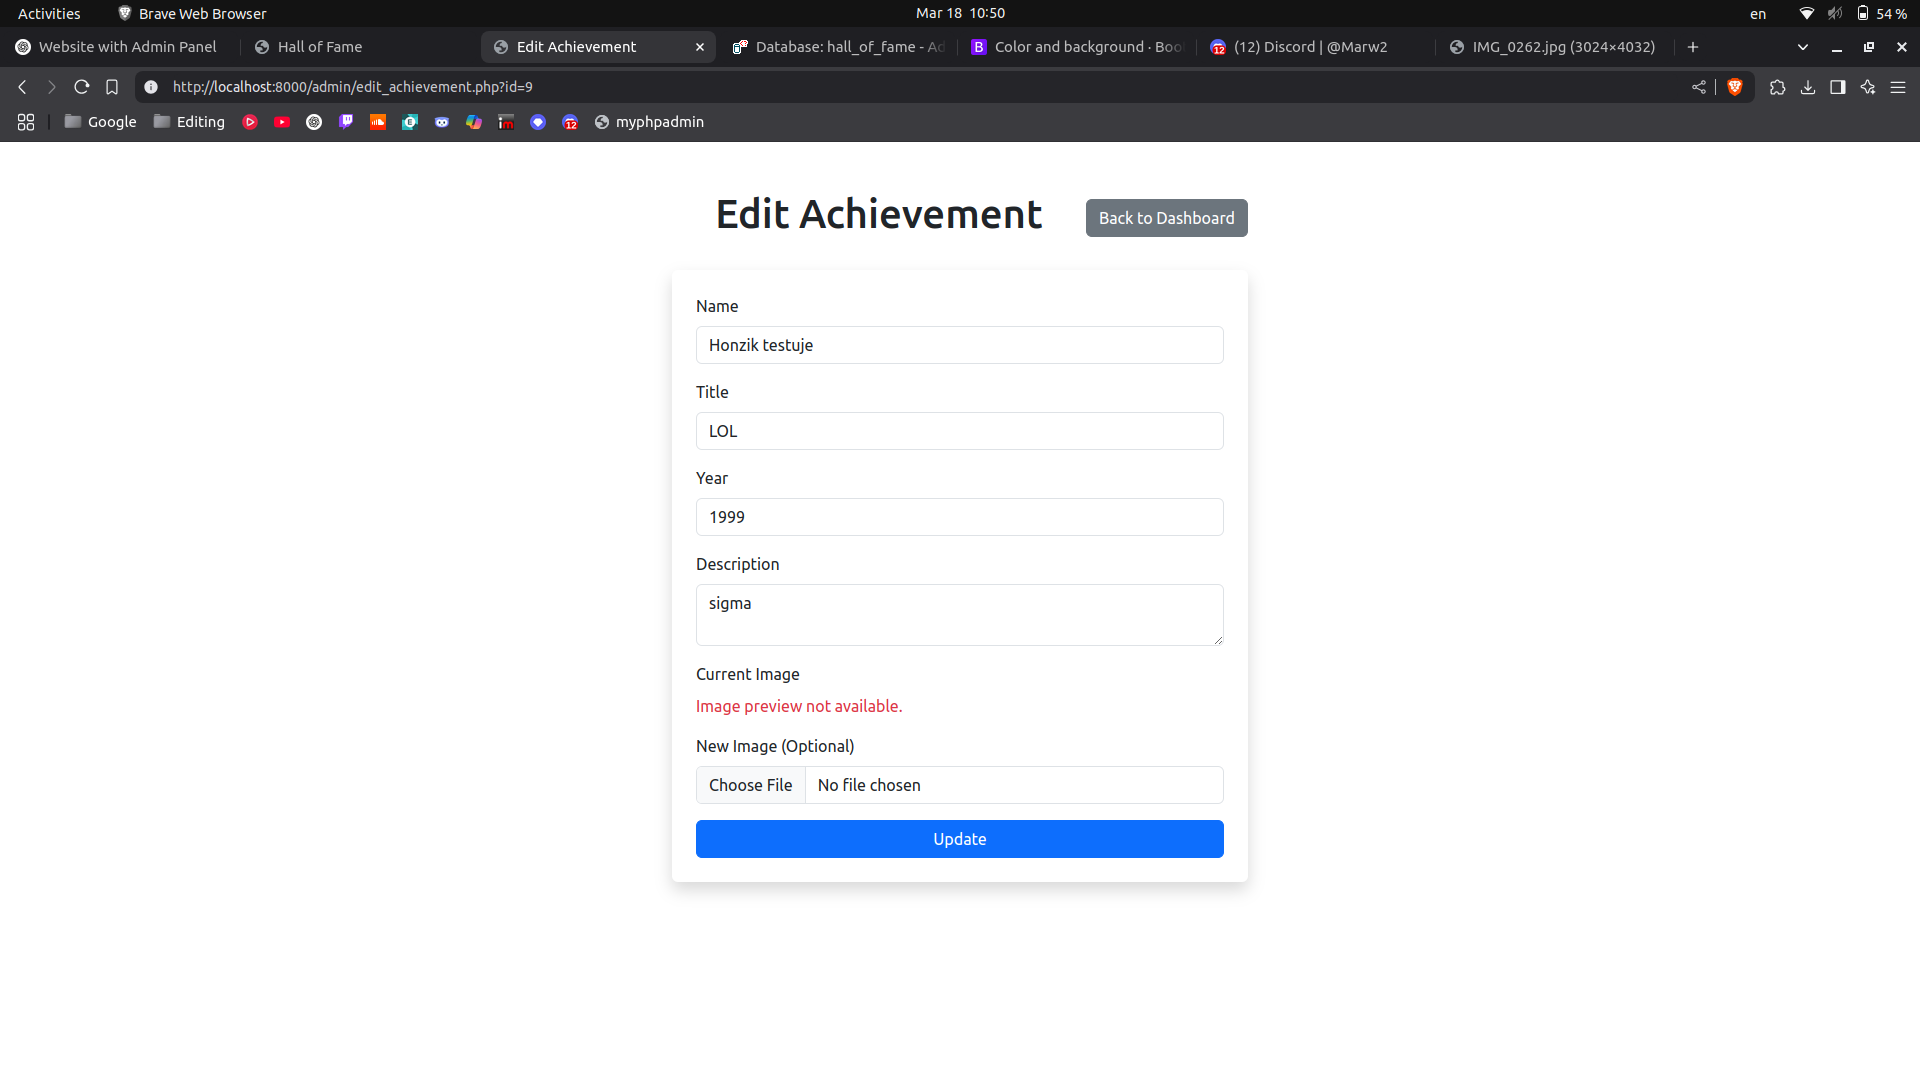 Activities
Brave Web Browser
Mar 18 10:50
en
54 %
Website with Admin Panel
Hall of Fame
Edit Achievement
Database: hall_of_fame - Ad
Color and background · Boo
(12) Discord | @Marw2
IMG_0262.jpg (3024×4032)
http://localhost:8000/admin/edit_achievement.php?id=9
Google
Editing
12
myphpadmin
Edit Achievement
Back to Dashboard
Name
Honzik testuje
Title
LOL
Year
1999
Description
sigma
Current Image
Image preview not available.
New Image (Optional)
Choose File
No file chosen
Update